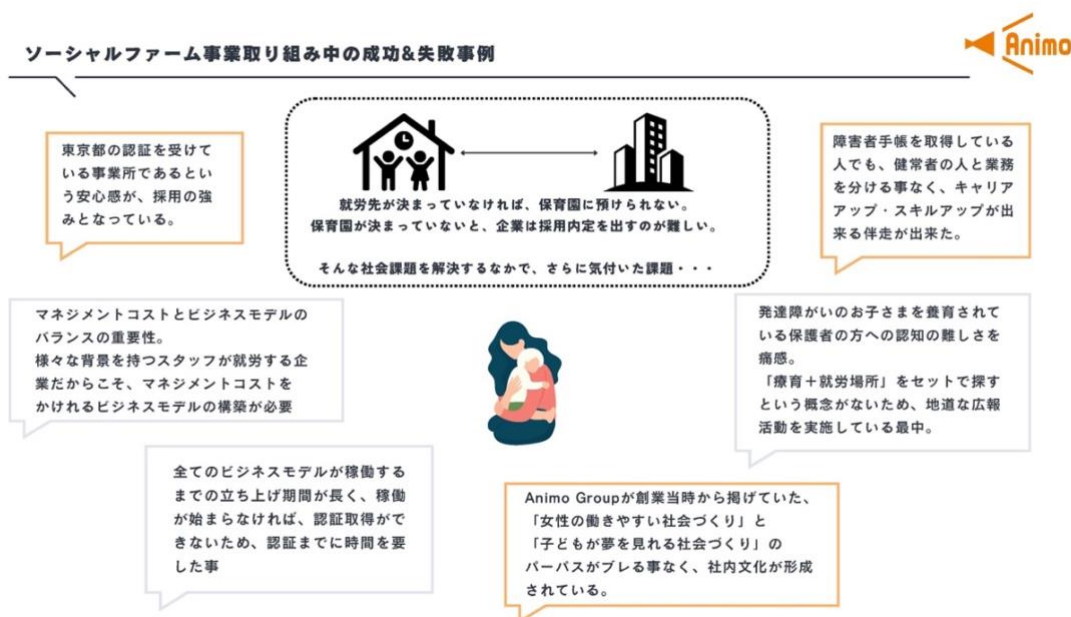 ソーシャルファーム事業取り組み中の成功&失敗事例
Animo
東京都の認証を受けて
いる事業所であるとい
う安心感が、採用の強
みとなっている。
就労先が決まっていなければ、保育園に預けられない。
保育園が決まっていないと、企業は採用内定を出すのが難しい。
そんな社会課題を解決するなかで、さらに気付いた課題・・・
障害者手帳を取得している
人でも、健常者の人と業務
を分ける事なく、キャリア
アップ・スキルアップが出
来る伴走が出来た。
マネジメントコストとビジネスモデルの
バランスの重要性。
様々な背景を持つスタッフが就労する企
業だからこそ、マネジメントコストを
かけれるビジネスモデルの構築が必要
発達障がいのお子さまを養育されて
いる保護者の方への認知の難しさを
痛感。
「療育＋就労場所」をセットで探す
という概念がないため、地道な広報
活動を実施している最中。
全てのビジネスモデルが稼働する
までの立ち上げ期間が長く、稼働
が始まらなければ、認証取得がで
きないため、認証までに時間を要
した事
Animo Groupが創業当時から掲げていた、
「女性の働きやすい社会づくり」と
「子どもが夢を見れる社会づくり」の
パーパスがブレる事なく、社内文化が形成
されている。